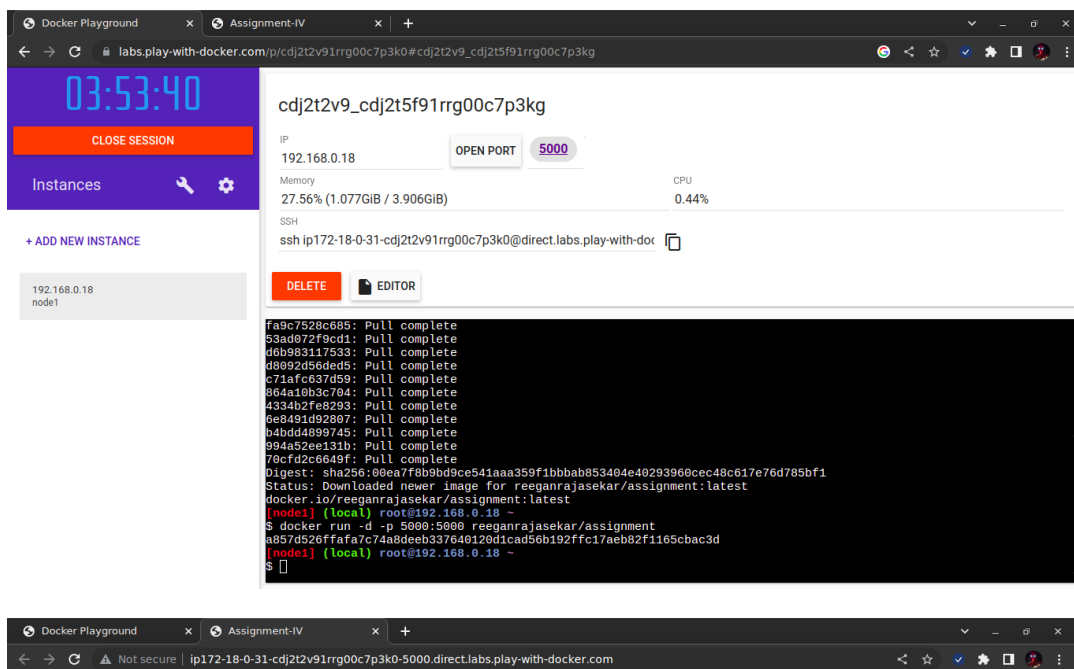 Docker Playground
Assignment-IV
labs.play-with-docker.com/p/cdj2t2v91rrg00c7p3k0#cdj2t2v9_cdj2t5f91rrg00c7p3kg
03:53:40
CLOSE SESSION
Instances
+ ADD NEW INSTANCE
192.168.0.18
node1
cdj2t2v9_cdj2t5f91rrg00c7p3kg
IP
192.168.0.18
OPEN PORT
5000
Memory
27.56% (1.077GiB / 3.906GiB)
CPU
0.44%
SSH
ssh ip172-18-0-31-cdj2t2v91rrg00c7p3k0@direct.labs.play-with-doc
DELETE
EDITOR
fa9c7528c685: Pull complete
53ad072f9cd1: Pull complete
d6b983117533: Pull complete
d8092d56ded5: Pull complete
c71afc637d59: Pull complete
864a10b3c704: Pull complete
4334b2fe8293: Pull complete
6e8491d92807: Pull complete
b4bdd4899745: Pull complete
994a52ee131b: Pull complete
70cfd2c6649f: Pull complete
Digest: sha256:00ea7f8b9bd9ce541aaa359f1bbbab853404e40293960cec48c617e76d785bf1
Status: Downloaded newer image for reeganrajasekar/assignment:latest
docker.io/reeganrajasekar/assignment:latest
[node1] (local) root@192.168.0.18 ~
$ docker run -d -p 5000:5000 reeganrajasekar/assignment
a857d526ffafa7c74a8deeb337640120d1cad56b192ffc17aeb82f1165cbac3d
[node1] (local) root@192.168.0.18 ~
$
Docker Playground
Assignment-IV
Not secure | ip172-18-0-31-cdj2t2v91rrg00c7p3k0-5000.direct.labs.play-with-docker.com